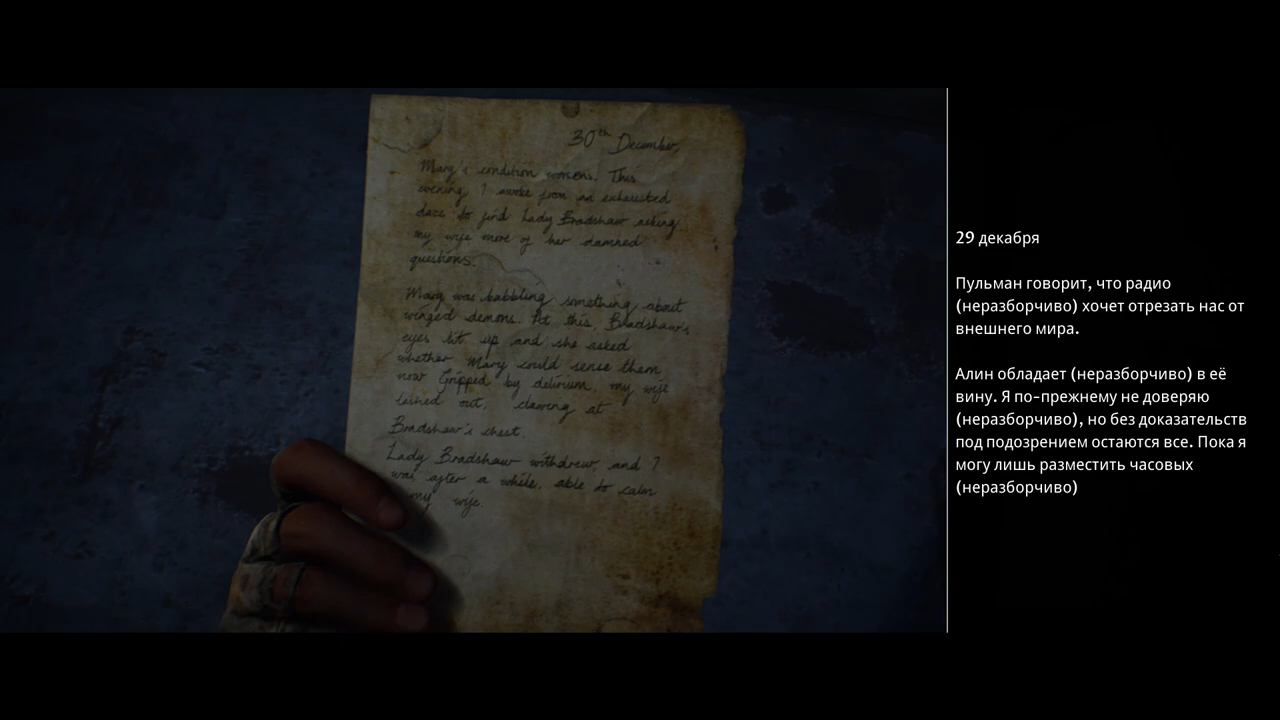 30th December,
Mary's condition worsens. This
evening, I awoke from an exhausted
daze to find Lady Bradshaw asking
my wife more of her damned
questions.
Mary was babbling something about
winged demons. At this, Bradshaw's
eyes lit up and she asked
whether Mary could sense them
now. Gripped by delirium, my wife
lashed out, clawing at
Bradshaw's chest.
Lady Bradshaw withdrew, and I
was, after a while, able to calm
my wife.
29 декабря
Пульман говорит, что радио
(неразборчиво) хочет отрезать нас от
внешнего мира.
Алин обладает (неразборчиво) в её
вину. Я по-прежнему не доверяю
(неразборчиво), но без доказательств
под подозрением остаются все. Пока я
могу лишь разместить часовых
(неразборчиво)